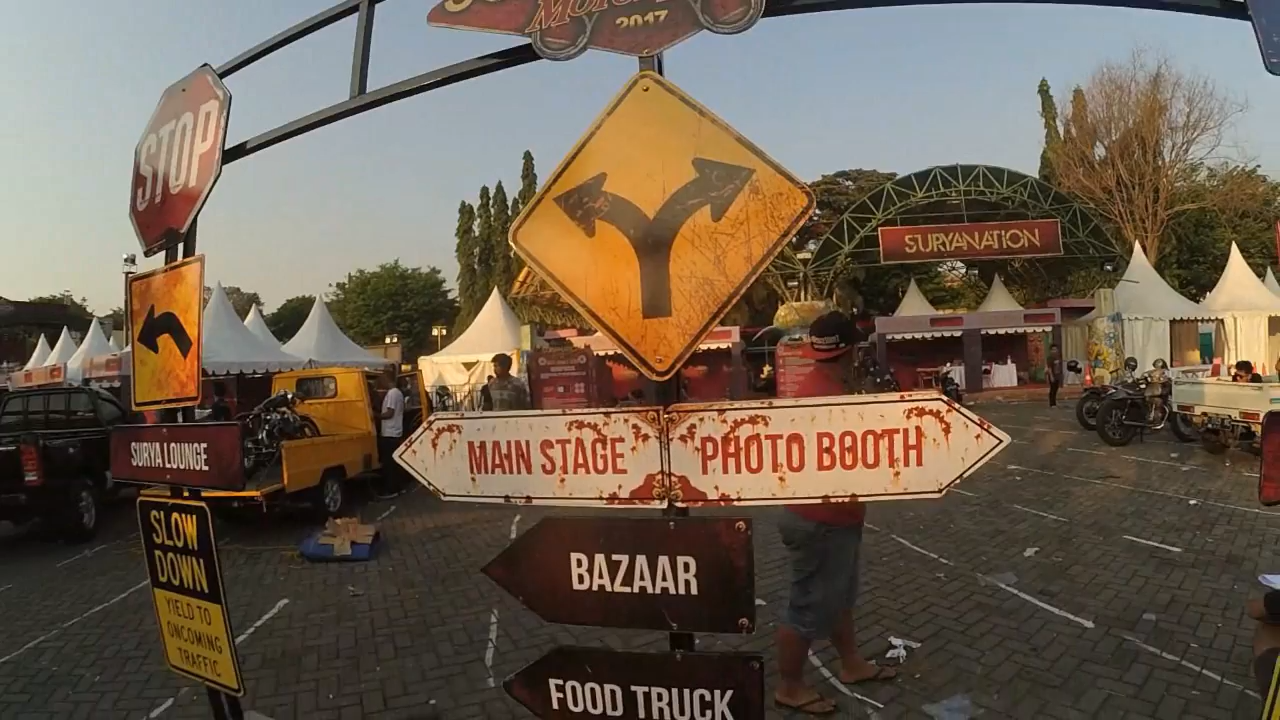 2017
STOP
SURYANATION
SURYA LOUNGE
MAIN STAGE
PHOTO BOOTH
SLOW
DOWN
YIELD TO
ONCOMING
TRAFFIC
BAZAAR
FOOD TRUCK